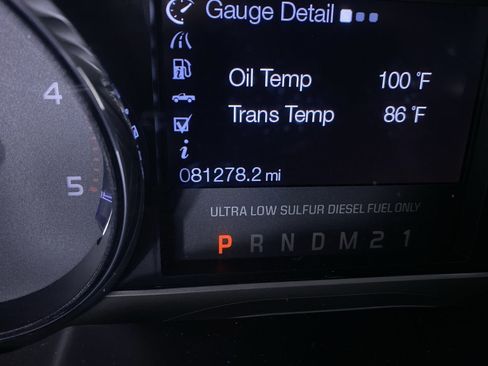 Gauge Detail
Oil Temp 100 °F
Trans Temp 86 °F
081278.2 mi
ULTRA LOW SULFUR DIESEL FUEL ONLY
P R N D M 2 1
4
5